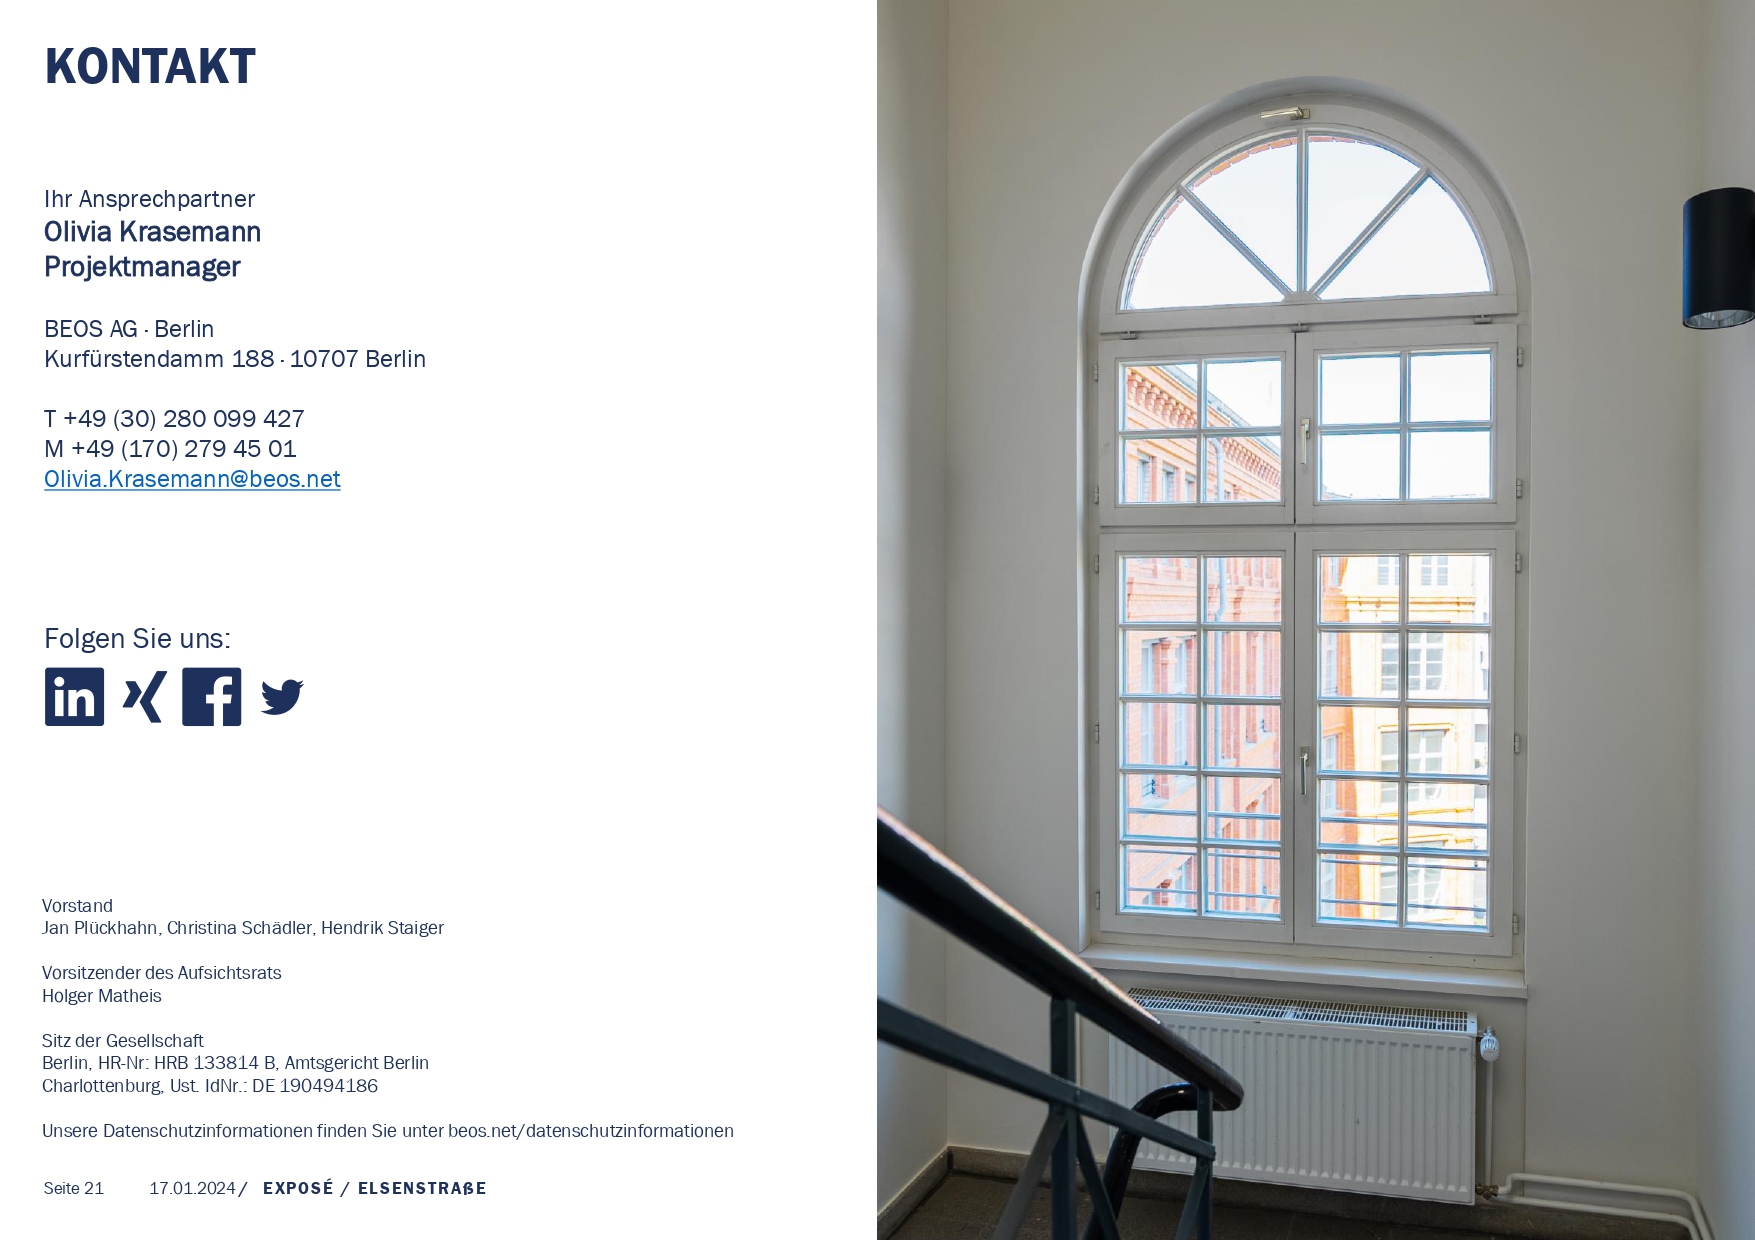 KONTAKT
Ihr Ansprechpartner
Olivia Krasemann
Projektmanager
BEOS AG · Berlin
Kurfürstendamm 188 · 10707 Berlin
T +49 (30) 280 099 427
M +49 (170) 279 45 01
Olivia.Krasemann@beos.net
Folgen Sie uns:
in
Vorstand
Jan Plückhahn, Christina Schädler, Hendrik Staiger
Vorsitzender des Aufsichtsrats
Holger Matheis
Sitz der Gesellschaft
Berlin, HR-Nr: HRB 133814 B, Amtsgericht Berlin
Charlottenburg, Ust. IdNr.: DE 190494186
Unsere Datenschutzinformationen finden Sie unter beos.net/datenschutzinformationen
Seite 21 17.01.2024 / EXPOSÉ / ELSENSTRAßE